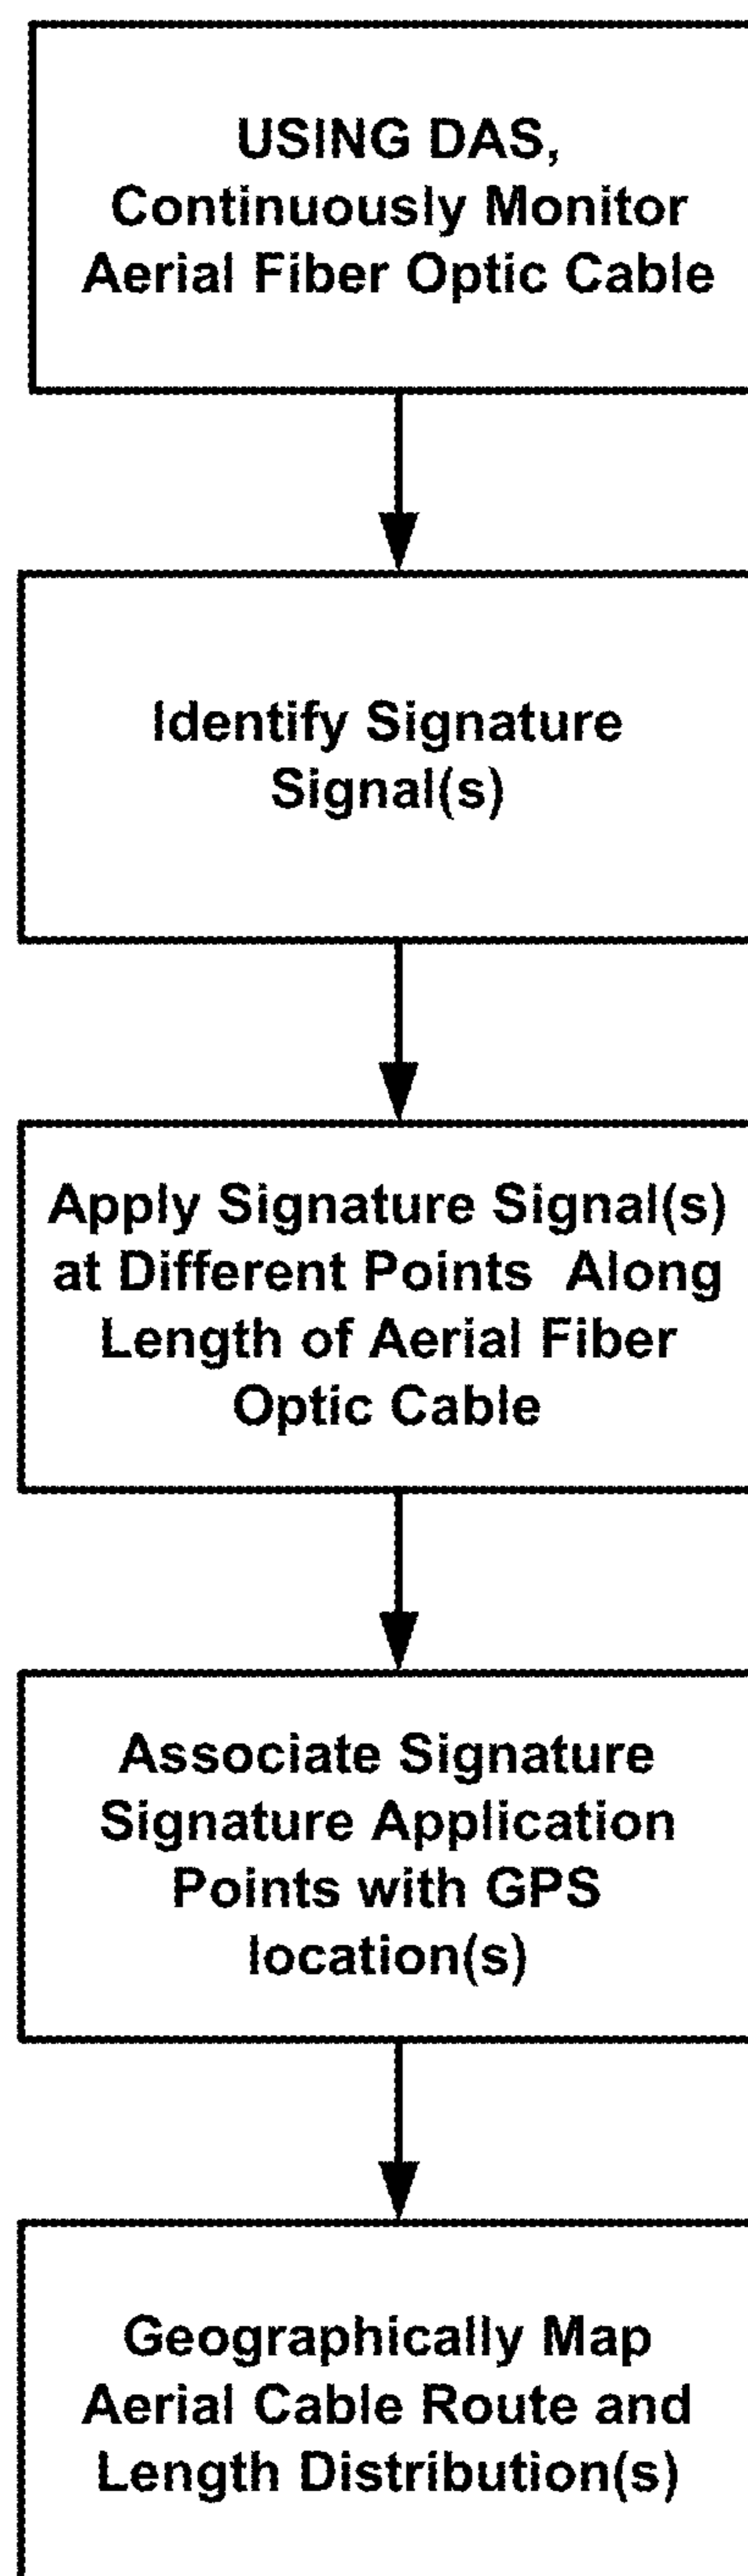 USING DAS,
Continuously Monitor
Aerial Fiber Optic Cable
Identify Signature
Signal(s)
Apply Signature Signal(s)
at Different Points Along
Length of Aerial Fiber
Optic Cable
Associate Signature
Signature Application
Points with GPS
location(s)
Geographically Map
Aerial Cable Route and
Length Distribution(s)